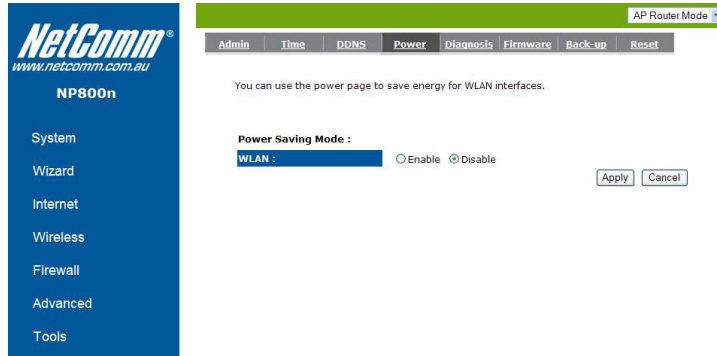 AP Router Mode
NetComm®
www.netcomm.com.au
NP800n
System
Wizard
Internet
Wireless
Firewall
Advanced
Tools
Admin Time DDNS Power Diagnosis Firmware Back-up Reset
You can use the power page to save energy for WLAN interfaces.
Power Saving Mode :
WLAN : Enable Disable
Apply Cancel